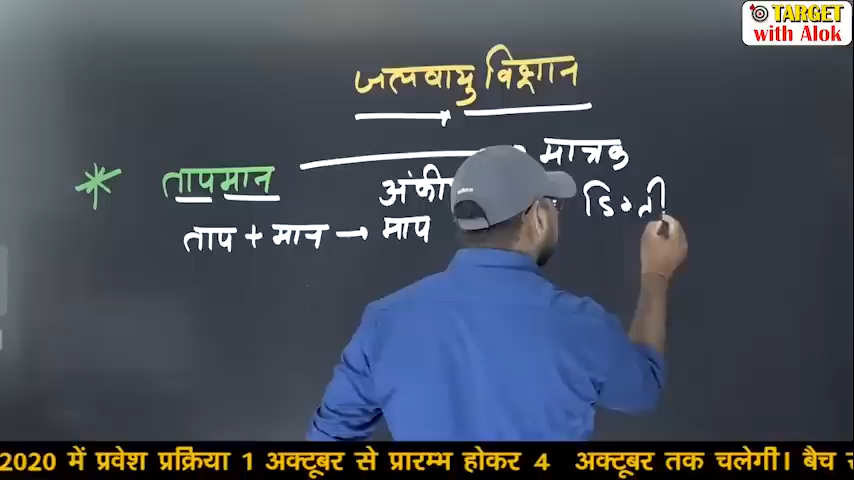 TARGET
with Alok
जलवायु विज्ञान
मात्रक
तापमान
ताप + मान → माप
2020 में प्रवेश प्रक्रिया 1 अक्टूबर से प्रारम्भ होकर 4 अक्टूबर तक चलेगी। बैच